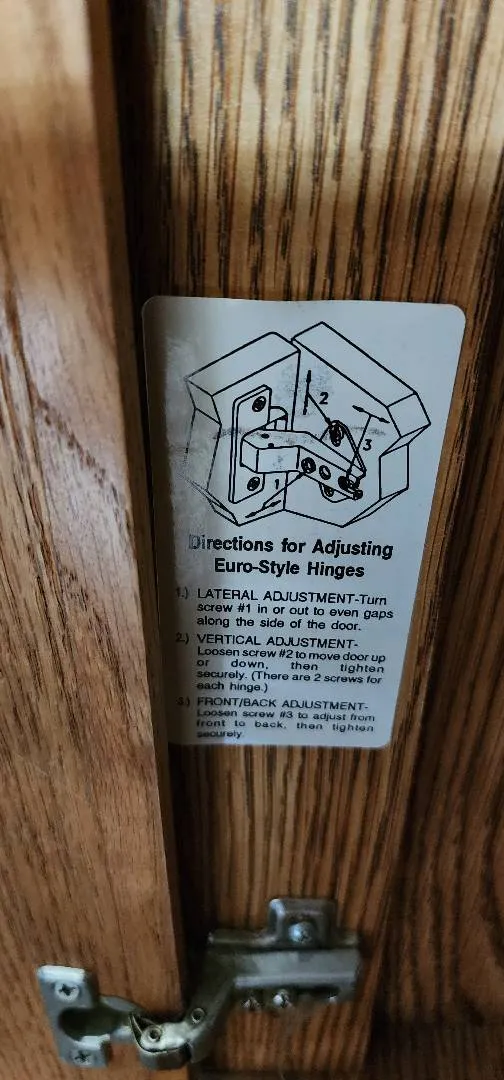 2
3
1
Directions for Adjusting
Euro-Style Hinges
1.) LATERAL ADJUSTMENT-Turn
screw #1 in or out to even gaps
along the side of the door.
2.) VERTICAL ADJUSTMENT-
Loosen screw #2 to move door up
or down, then tighten
securely. (There are 2 screws for
each hinge.)
3.) FRONT/BACK ADJUSTMENT-
Loosen screw #3 to adjust from
front to back, then tighten
securely.